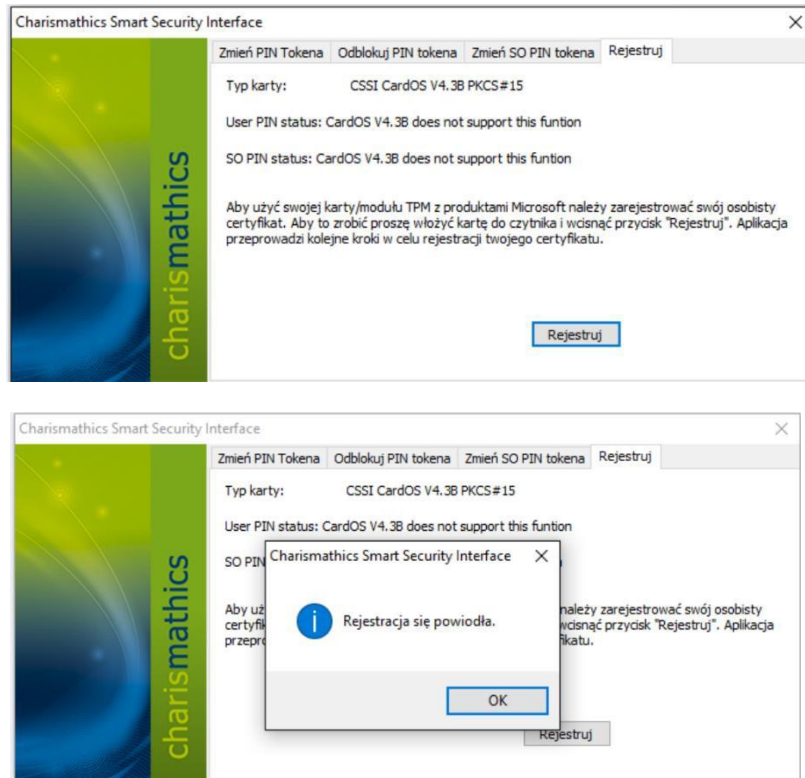 Charismathics Smart Security Interface
Zmień PIN Tokena Odblokuj PIN tokena Zmień SO PIN tokena Rejestruj
Typ karty: CSSI CardOS V4.3B PKCS#15
User PIN status: CardOS V4.3B does not support this funtion
SO PIN status: CardOS V4.3B does not support this funtion
Aby użyć swojej karty/modułu TPM z produktami Microsoft należy zarejestrować swój osobisty
certyfikat. Aby to zrobić proszę włożyć kartę do czytnika i wcisnąć przycisk "Rejestruj". Aplikacja
przeprowadzi kolejne kroki w celu rejestracji twojego certyfikatu.
Rejestruj
charismathics
Charismathics Smart Security Interface
Zmień PIN Tokena Odblokuj PIN tokena Zmień SO PIN tokena Rejestruj
Typ karty: CSSI CardOS V4.3B PKCS#15
User PIN status: CardOS V4.3B does not support this funtion
SO PIN
Aby
należy zarejestrować swój osobisty
wcisnąć przycisk "Rejestruj". Aplikacja
Charismathics Smart Security Interface
Rejestracja się powiodła.
OK
Rejestruj
charismathics